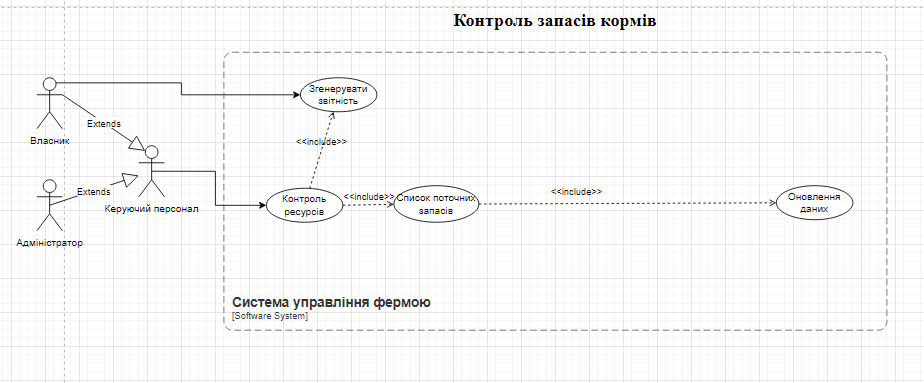 Контроль запасів кормів
Згенерувати
звітність
Extends
Власник
<<include>>
Extends
Керуючий персонал
Адміністратор
Контроль
ресурсів
<<include>>
Список поточних
запасів
<<include>>
Оновлення
даних
Система управління фермою
[Software System]